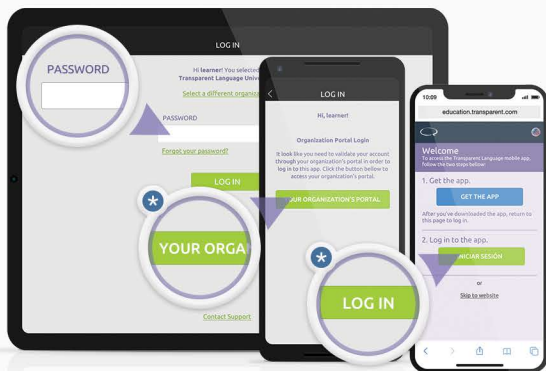 LOG IN
Hi learner! You selected
Transparent Language Univer
Select a different organiza
PASSWORD
Forgot your password?
LOG IN
Contact Support
PASSWORD
YOUR ORGA
LOG IN
Hi, learner!
Organization Portal Login
It look like you need to validate your account
through your organization's portal in order to
log in to this app. Click the button bellow to
access your organization's portal.
YOUR ORGANIZATION'S PORTAL
LOG IN
10:09
education.transparent.com
Welcome
To access the Transparent Language mobile app,
follow the two steps below:
1. Get the app.
GET THE APP
After you've downloaded the app, return to
this page to log in.
2. Log in to the app.
INICIAR SESIÓN
or
Skip to website